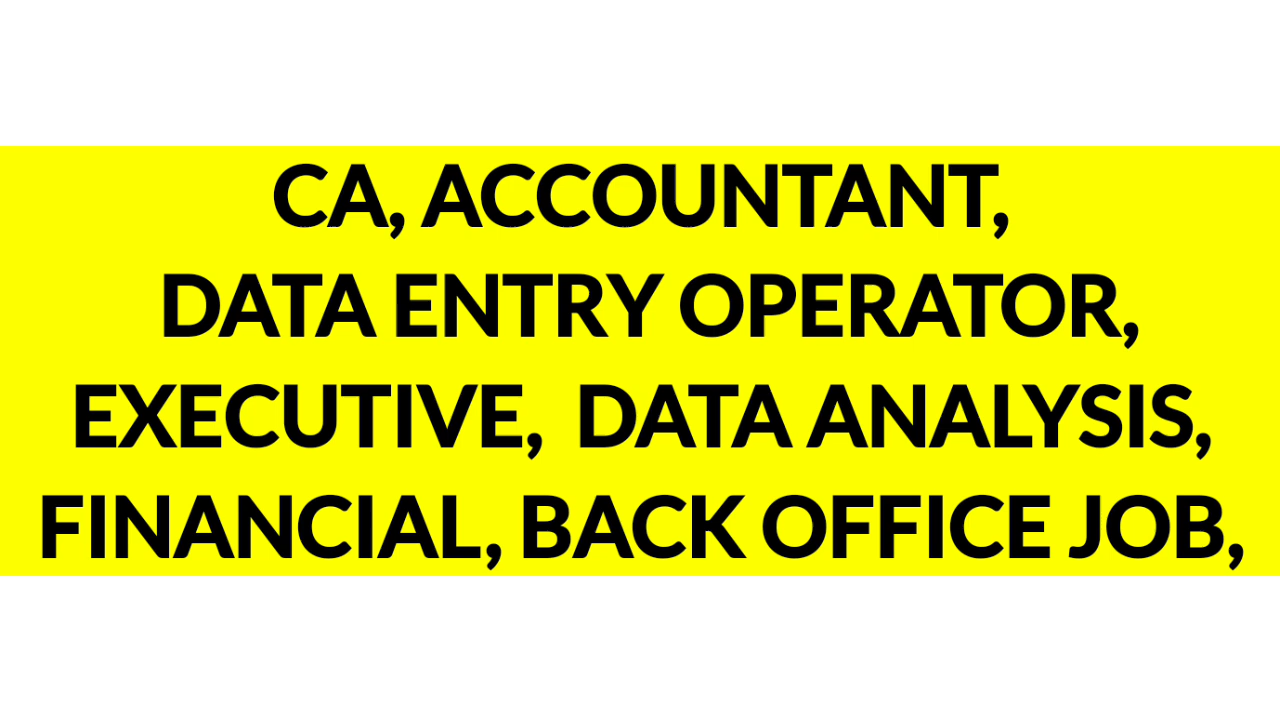 CA, ACCOUNTANT,
DATA ENTRY OPERATOR,
EXECUTIVE, DATA ANALYSIS,
FINANCIAL, BACK OFFICE JOB,